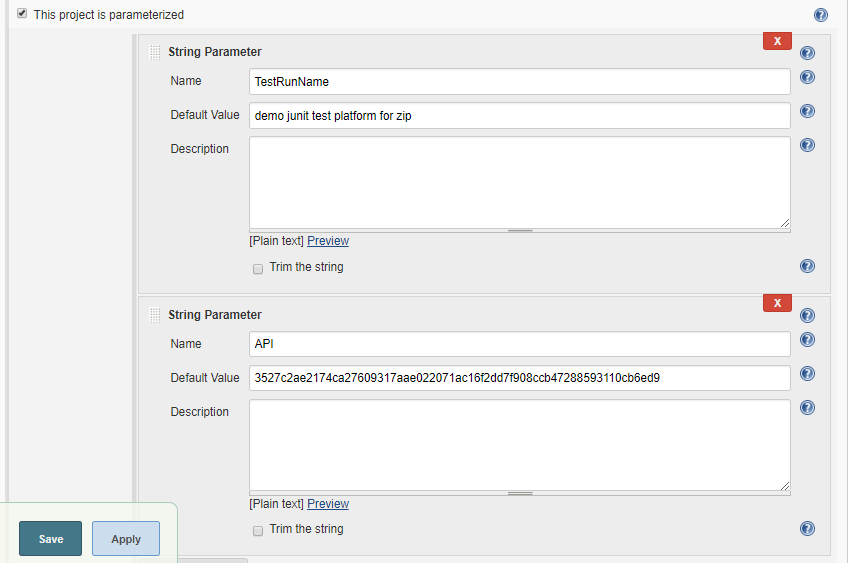 This project is parameterized
String Parameter
X
Name
TestRunName
Default Value
demo junit test platform for zip
Description
[Plain text] Preview
Trim the string
String Parameter
X
Name
API
Default Value
3527c2ae2174ca27609317aae022071ac16f2dd7f908ccb47288593110cb6ed9
Description
[Plain text] Preview
Trim the string
Save
Apply